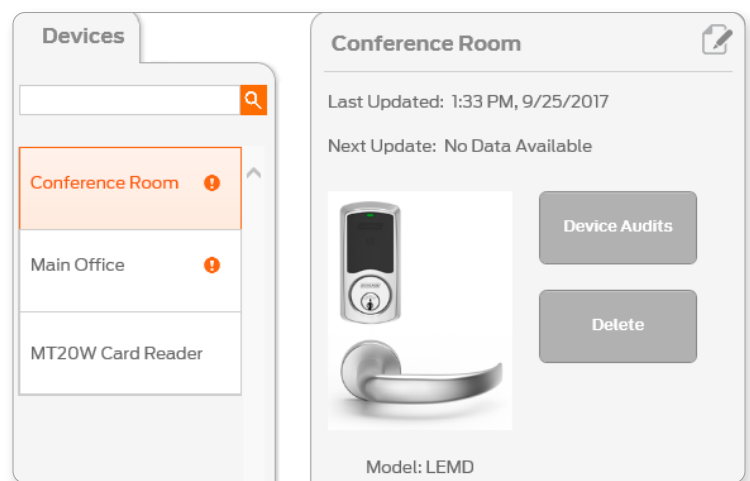 Devices
Conference Room
Main Office
MT20W Card Reader
Conference Room
Last Updated: 1:33 PM, 9/25/2017
Next Update: No Data Available
Device Audits
Delete
Model: LEMD